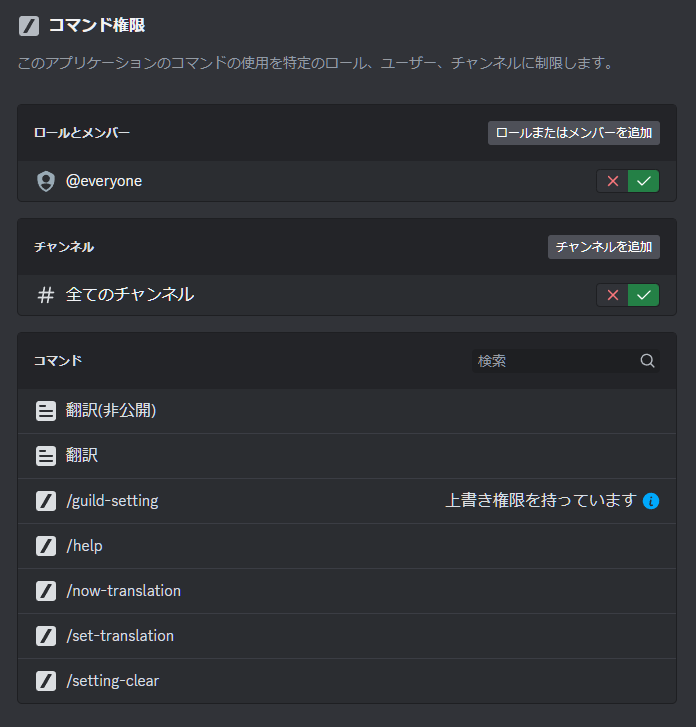 コマンド権限
このアプリケーションのコマンドの使用を特定のロール、ユーザー、チャンネルに制限します。
ロールとメンバー
ロールまたはメンバーを追加
@everyone
チャンネル
チャンネルを追加
全てのチャンネル
コマンド
検索
翻訳(非公開)
翻訳
/guild-setting
上書き権限を持っています
/help
/now-translation
/set-translation
/setting-clear